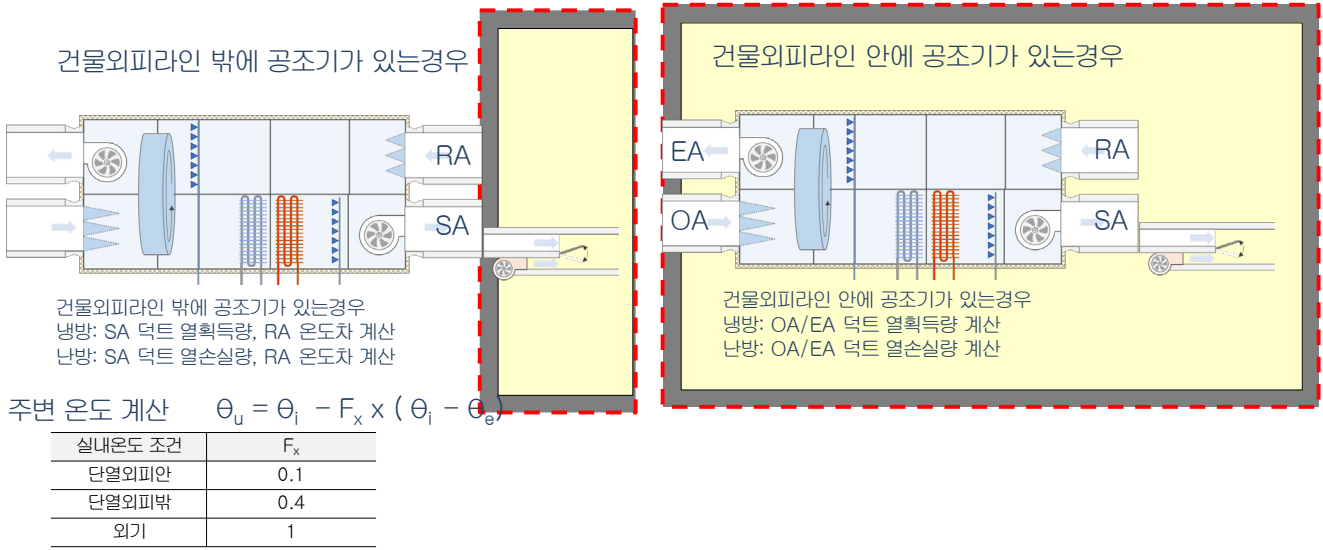 건물외피라인 밖에 공조기가 있는경우
RA
SA
건물외피라인 밖에 공조기가 있는경우
냉방: SA 덕트 열획득량, RA 온도차 계산
난방: SA 덕트 열손실량, RA 온도차 계산
건물외피라인 안에 공조기가 있는경우
EA
RA
OA
SA
건물외피라인 안에 공조기가 있는경우
냉방: OA/EA 덕트 열획득량 계산
난방: OA/EA 덕트 열손실량 계산
주변 온도 계산 Θu = Θi - Fx x ( Θi - Θe)
실내온도 조건 Fx
단열외피안 0.1
단열외피밖 0.4
외기 1